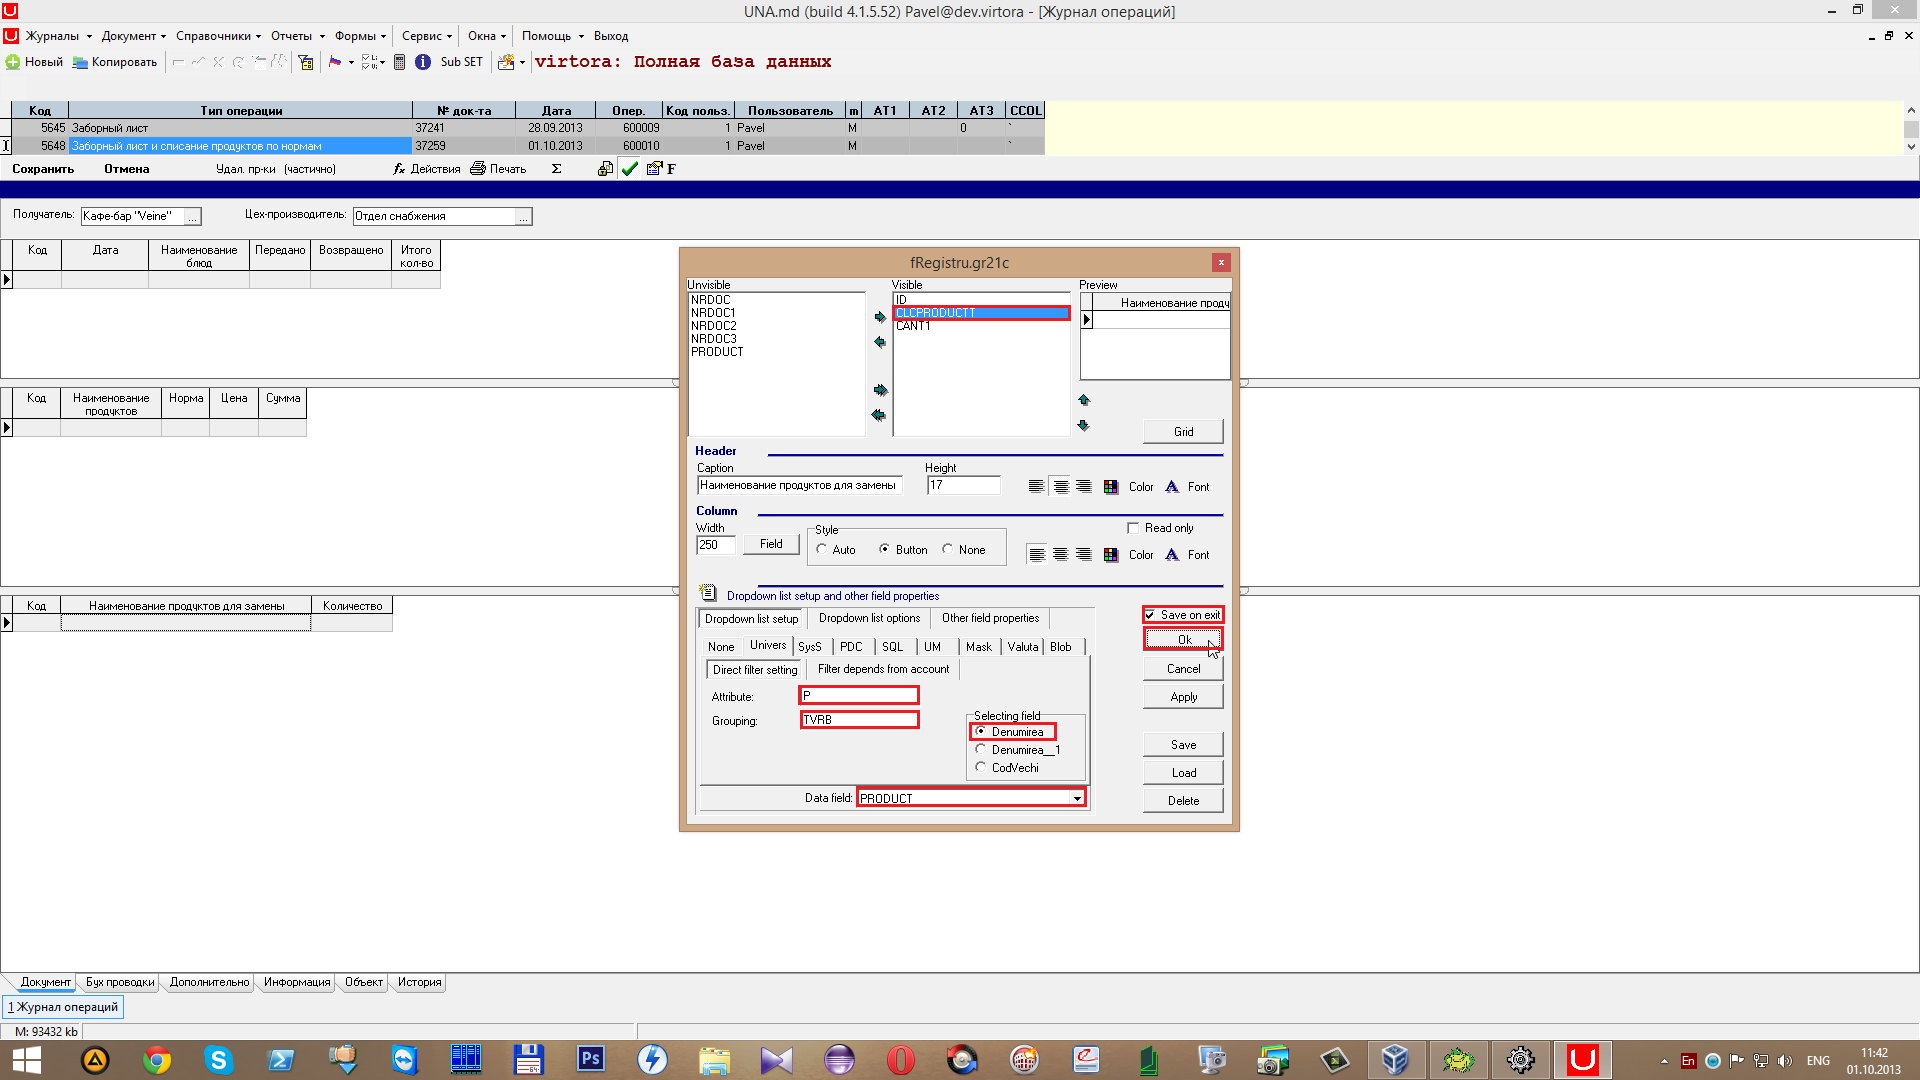 UNA.md (build 4.1.5.52) Pavel@dev.virtora - [Журнал операций]
Журналы Документ Справочники Отчеты Формы Сервис Окна Помощь Выход
Новый Копировать Sub SET virtora: Полная база данных
Код Тип операции № док-та Дата Опер. Код польз. Пользователь m AT1 AT2 AT3 CCOL
5645 Заборный лист 37241 28.09.2013 600009 1 Pavel M 0 `
5648 Заборный лист и списание продуктов по нормам 37259 01.10.2013 600010 1 Pavel M `
Сохранить Отмена Удал. пр-ки (частично) fx Действия Печать Σ F
Получатель: Кафе-бар "Veine" ... Цех-производитель: Отдел снабжения ...
Код Дата Наименование блюд Передано Возвращено Итого кол-во
Код Наименование продуктов Норма Цена Сумма
Код Наименование продуктов для замены Количество
fRegistru.gr21c
x
Unvisible Visible Preview
NRDOC
NRDOC1
NRDOC2
NRDOC3
PRODUCT
ID
CLCPRODUCTT
CANT1
Наименование проду
Grid
Header
Caption Height
Наименование продуктов для замены 17 Color A Font
Column
Width Style Read only
250 Field Auto Button None Color A Font
Dropdown list setup and other field properties
Dropdown list setup Dropdown list options Other field properties
None Univers SysS PDC SQL UM Mask Valuta Blob
Direct filter setting Filter depends from account
Attribute: P
Grouping: TVRB
Selecting field
Denumirea
Denumirea__1
CodVechi
Data field: PRODUCT
Save on exit
Ok
Cancel
Apply
Save
Load
Delete
Документ Бух проводки Дополнительно Информация Объект История
1 Журнал операций
M: 93432 kb
Ps
En ENG 11:42
01.10.2013